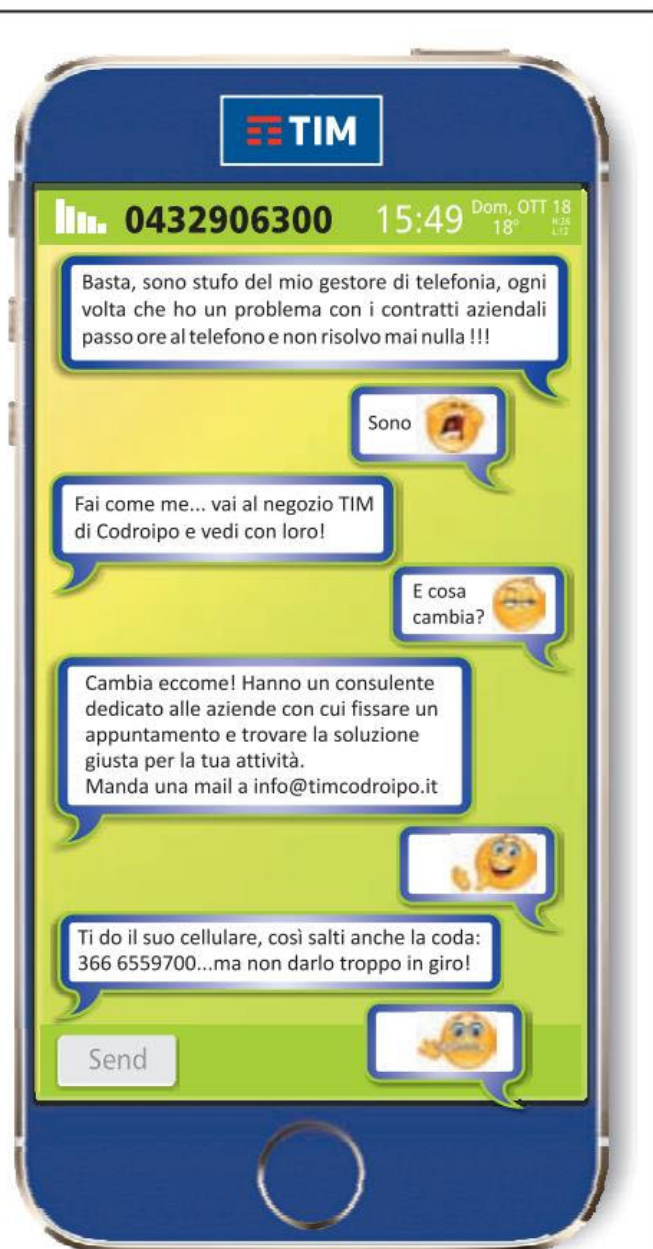 TIM
0432906300 15:49 Dom, OTT 18
18°
Basta, sono stufo del mio gestore di telefonia, ogni
volta che ho un problema con i contratti aziendali
passo ore al telefono e non risolvo mai nulla !!!
Sono
Fai come me... vai al negozio TIM
di Codroipo e vedi con loro!
E cosa
cambia?
Cambia eccome! Hanno un consulente
dedicato alle aziende con cui fissare un
appuntamento e trovare la soluzione
giusta per la tua attività.
Manda una mail a info@timcodroipo.it
Ti do il suo cellulare, così salti anche la coda:
366 6559700...ma non darlo troppo in giro!
Send